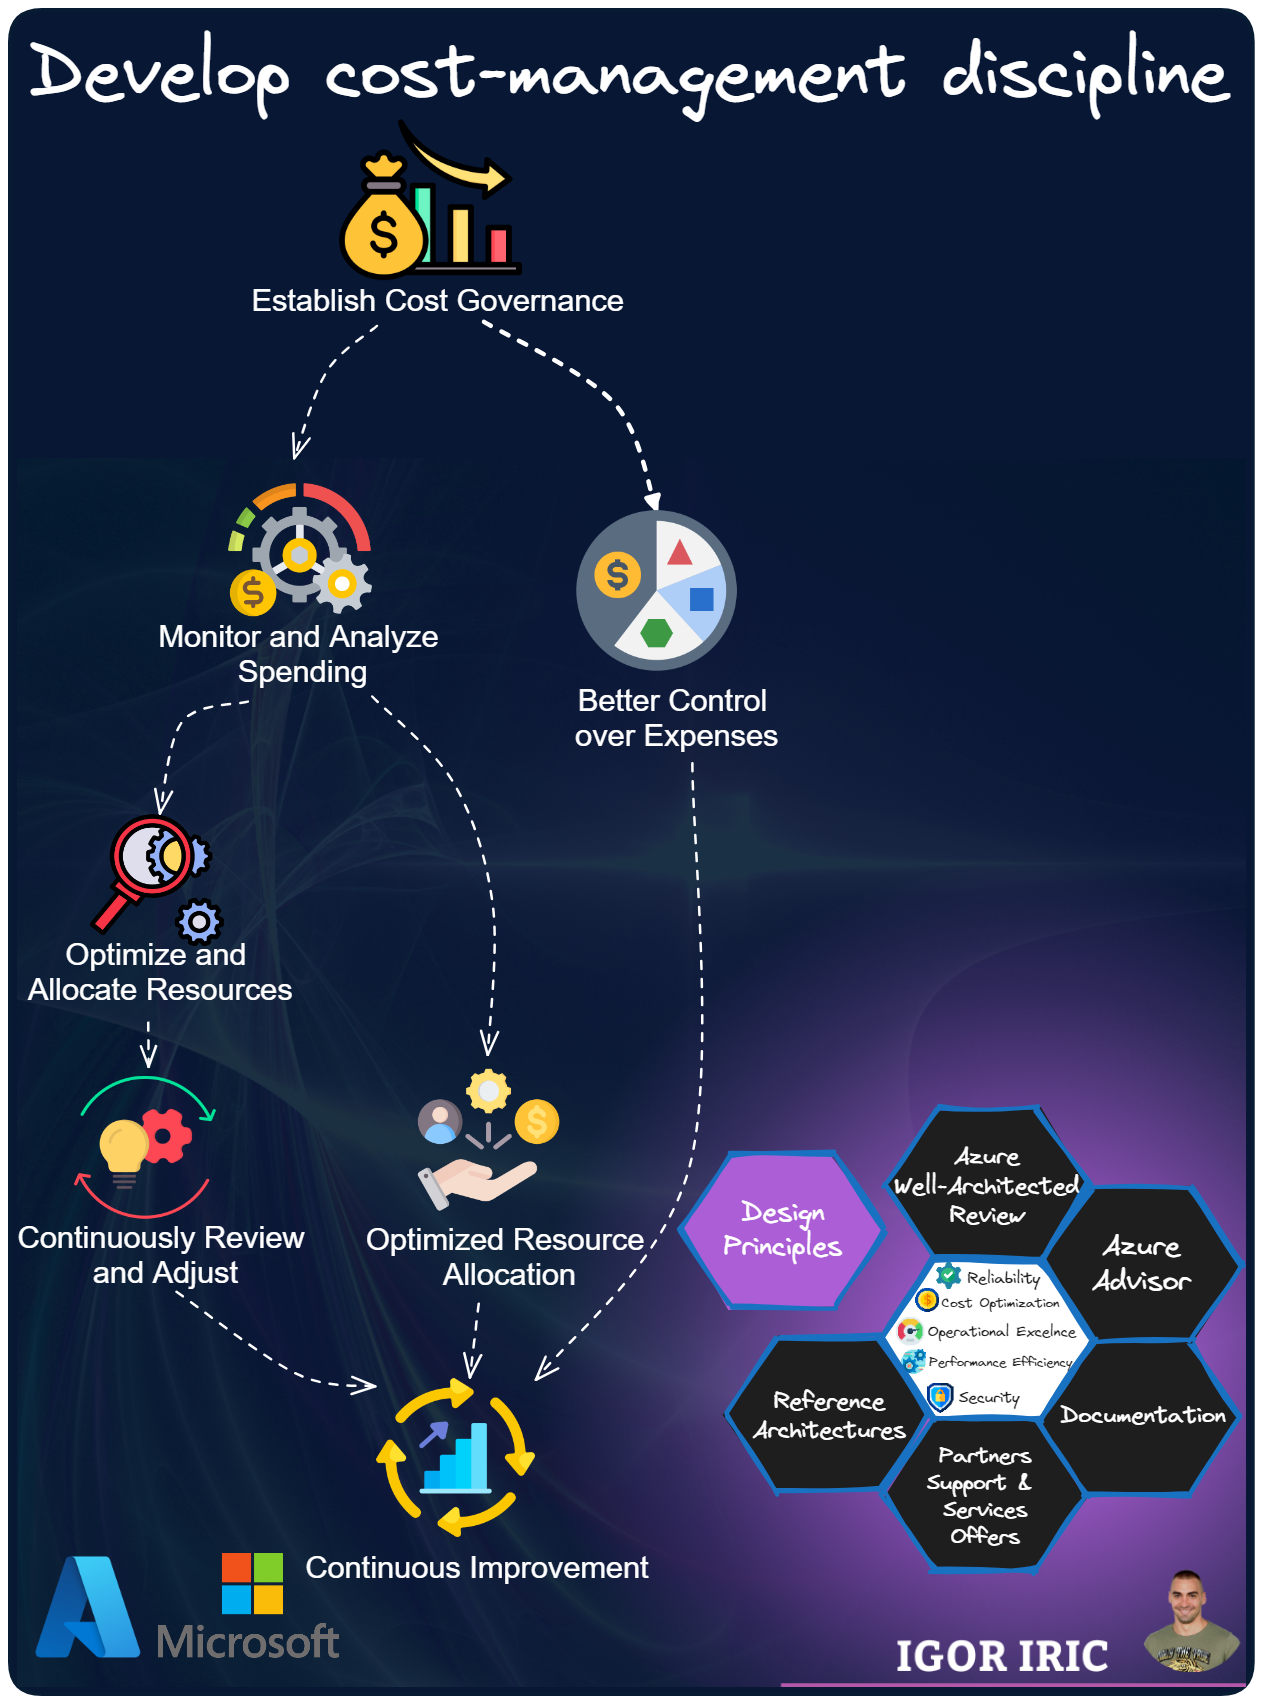 Develop cost-management discipline
Establish Cost Governance
Monitor and Analyze
Spending
Better Control
over Expenses
Optimize and
Allocate Resources
Continuously Review
and Adjust
Optimized Resource
Allocation
Continuous Improvement
Design
Principles
Azure
Well-Architected
Review
Azure
Advisor
Reliability
Cost Optimization
Operational Excelnce
Performance Efficiency
Security
Reference
Architectures
Documentation
Partners
Support &
Services
Offers
Microsoft
IGOR IRIC